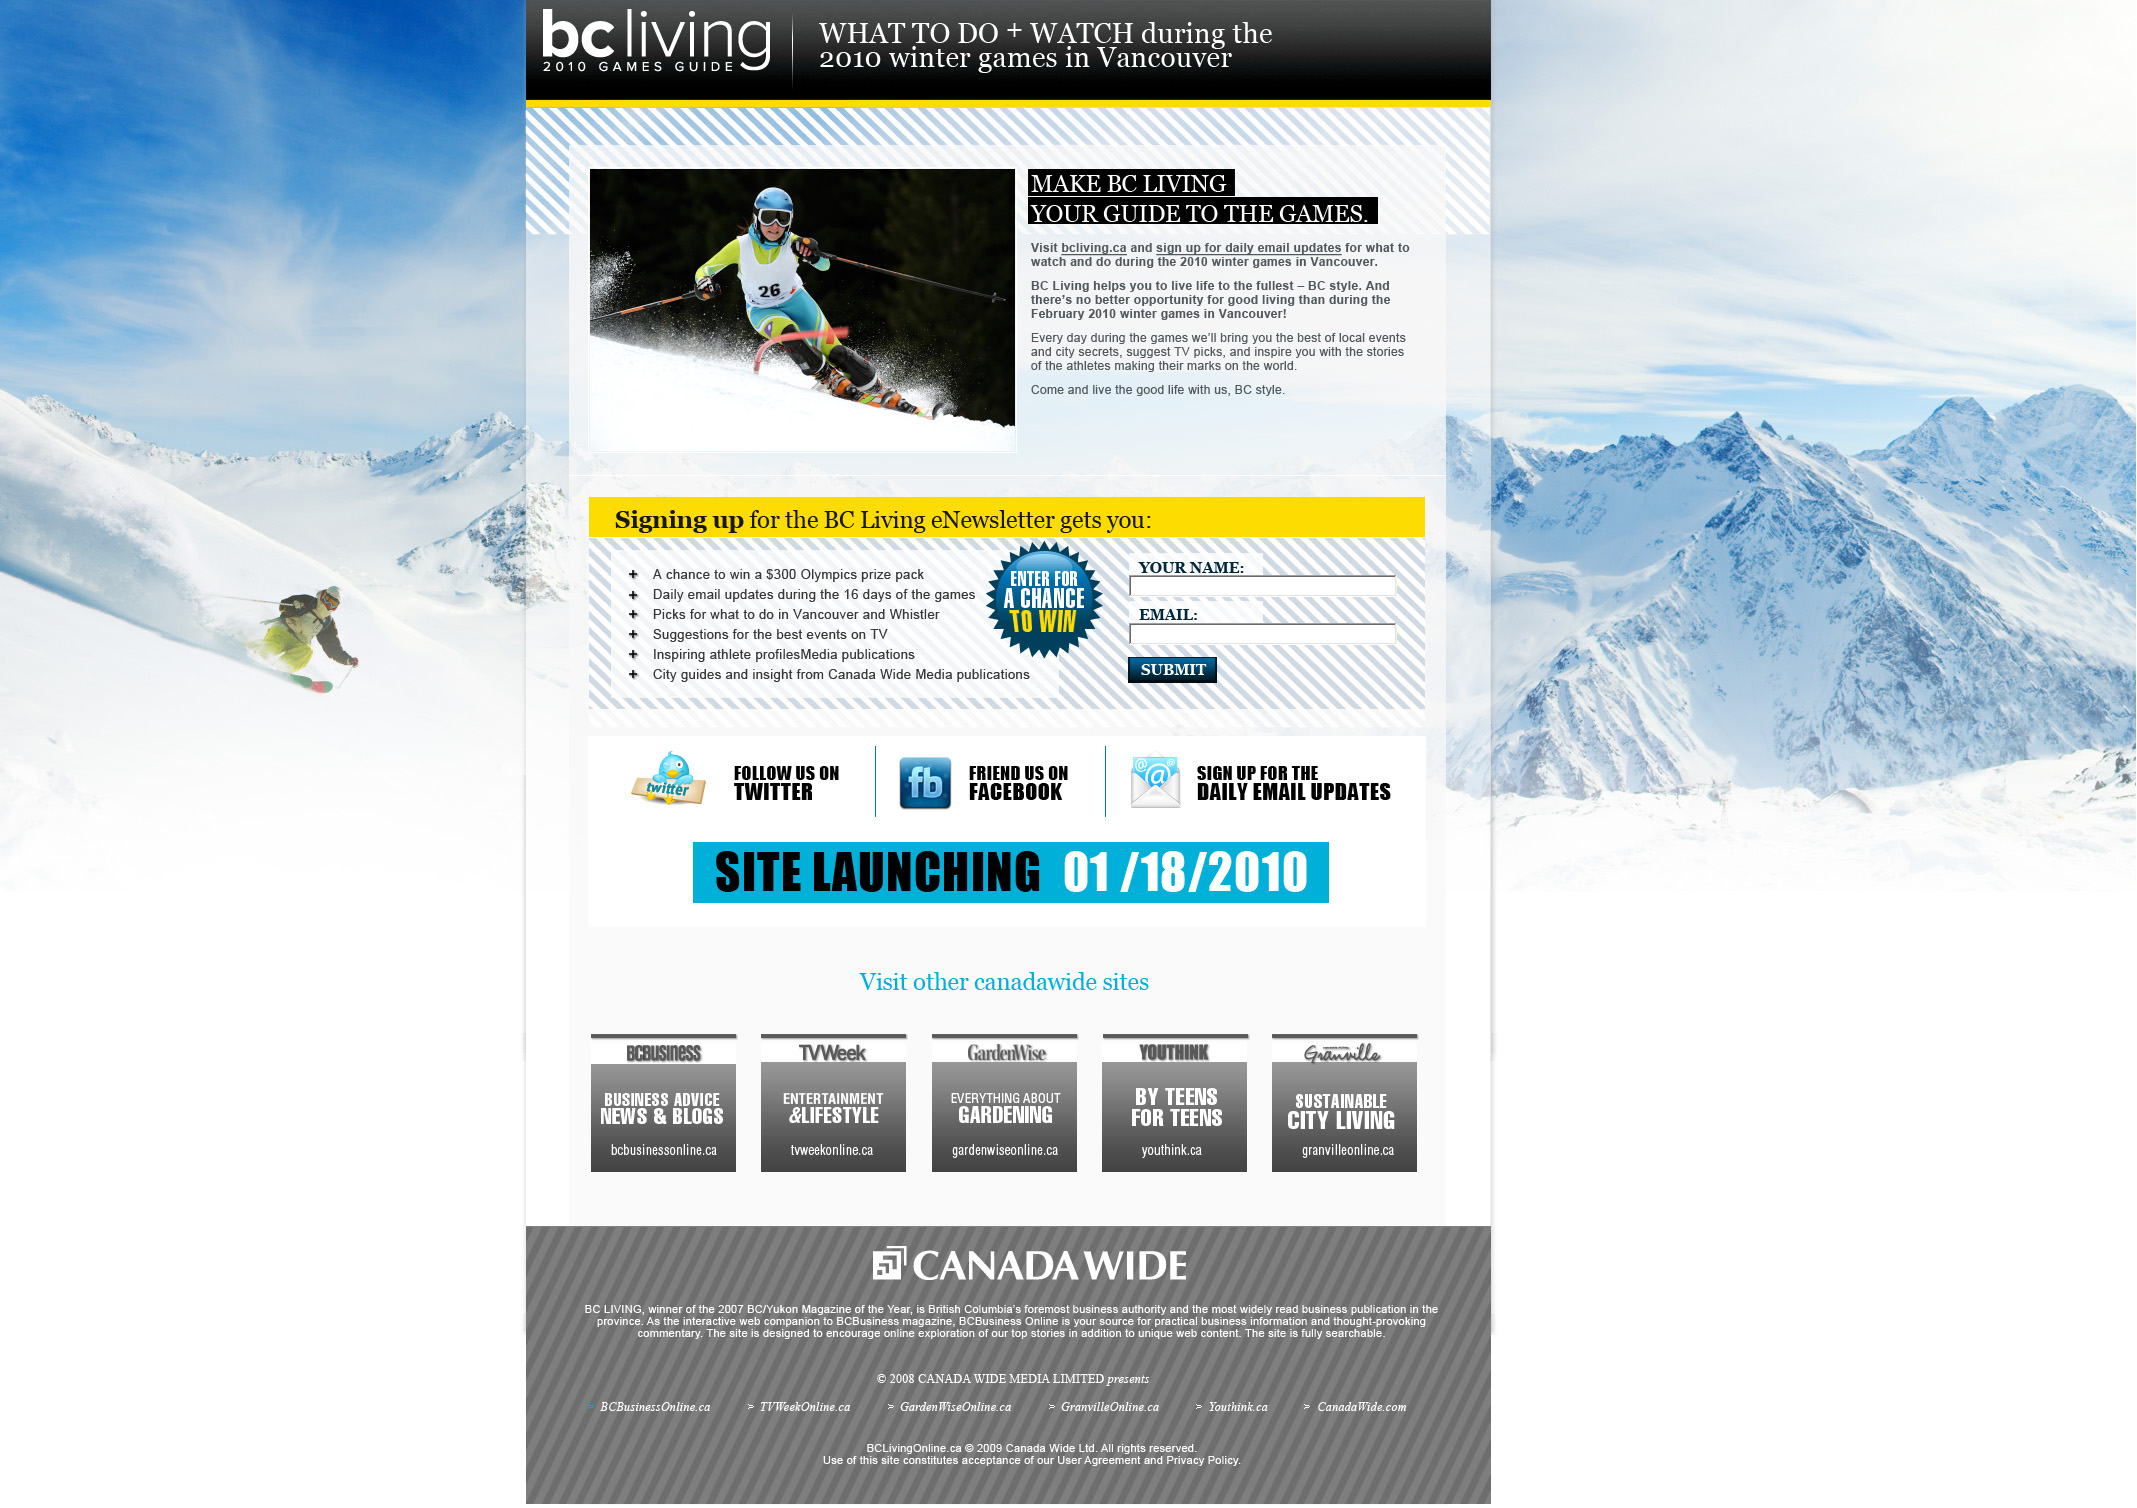 bc living
2010 GAMES GUIDE
WHAT TO DO + WATCH during the
2010 winter games in Vancouver
26
MAKE BC LIVING
YOUR GUIDE TO THE GAMES.
Visit bcliving.ca and sign up for daily email updates for what to
watch and do during the 2010 winter games in Vancouver.
BC Living helps you to live life to the fullest – BC style. And
there's no better opportunity for good living than during the
February 2010 winter games in Vancouver!
Every day during the games we'll bring you the best of local events
and city secrets, suggest TV picks, and inspire you with the stories
of the athletes making their marks on the world.
Come and live the good life with us, BC style.
Signing up for the BC Living eNewsletter gets you:
+ A chance to win a $300 Olympics prize pack
+ Daily email updates during the 16 days of the games
+ Picks for what to do in Vancouver and Whistler
+ Suggestions for the best events on TV
+ Inspiring athlete profilesMedia publications
+ City guides and insight from Canada Wide Media publications
ENTER FOR
A CHANCE
TO WIN
YOUR NAME:
EMAIL:
SUBMIT
twitter
FOLLOW US ON
TWITTER
fb
FRIEND US ON
FACEBOOK
@ @ @
SIGN UP FOR THE
DAILY EMAIL UPDATES
SITE LAUNCHING 01 /18/2010
Visit other canadawide sites
BCBUSINESS
BUSINESS ADVICE
NEWS & BLOGS
bcbusinessonline.ca
TVWeek
ENTERTAINMENT
&LIFESTYLE
tvweekonline.ca
GardenWise
EVERYTHING ABOUT
GARDENING
gardenwiseonline.ca
YOUTHINK
BY TEENS
FOR TEENS
youthink.ca
Granville
SUSTAINABLE
CITY LIVING
granvilleonline.ca
CANADA WIDE
BC LIVING, winner of the 2007 BC/Yukon Magazine of the Year, is British Columbia's foremost business authority and the most widely read business publication in the
province. As the interactive web companion to BCBusiness magazine, BCBusiness Online is your source for practical business information and thought-provoking
commentary. The site is designed to encourage online exploration of our top stories in addition to unique web content. The site is fully searchable.
© 2008 CANADA WIDE MEDIA LIMITED presents
> BCBusinessOnline.ca > TVWeekOnline.ca > GardenWiseOnline.ca > GranvilleOnline.ca > Youthink.ca > CanadaWide.com
BCLivingOnline.ca © 2009 Canada Wide Ltd. All rights reserved.
Use of this site constitutes acceptance of our User Agreement and Privacy Policy.